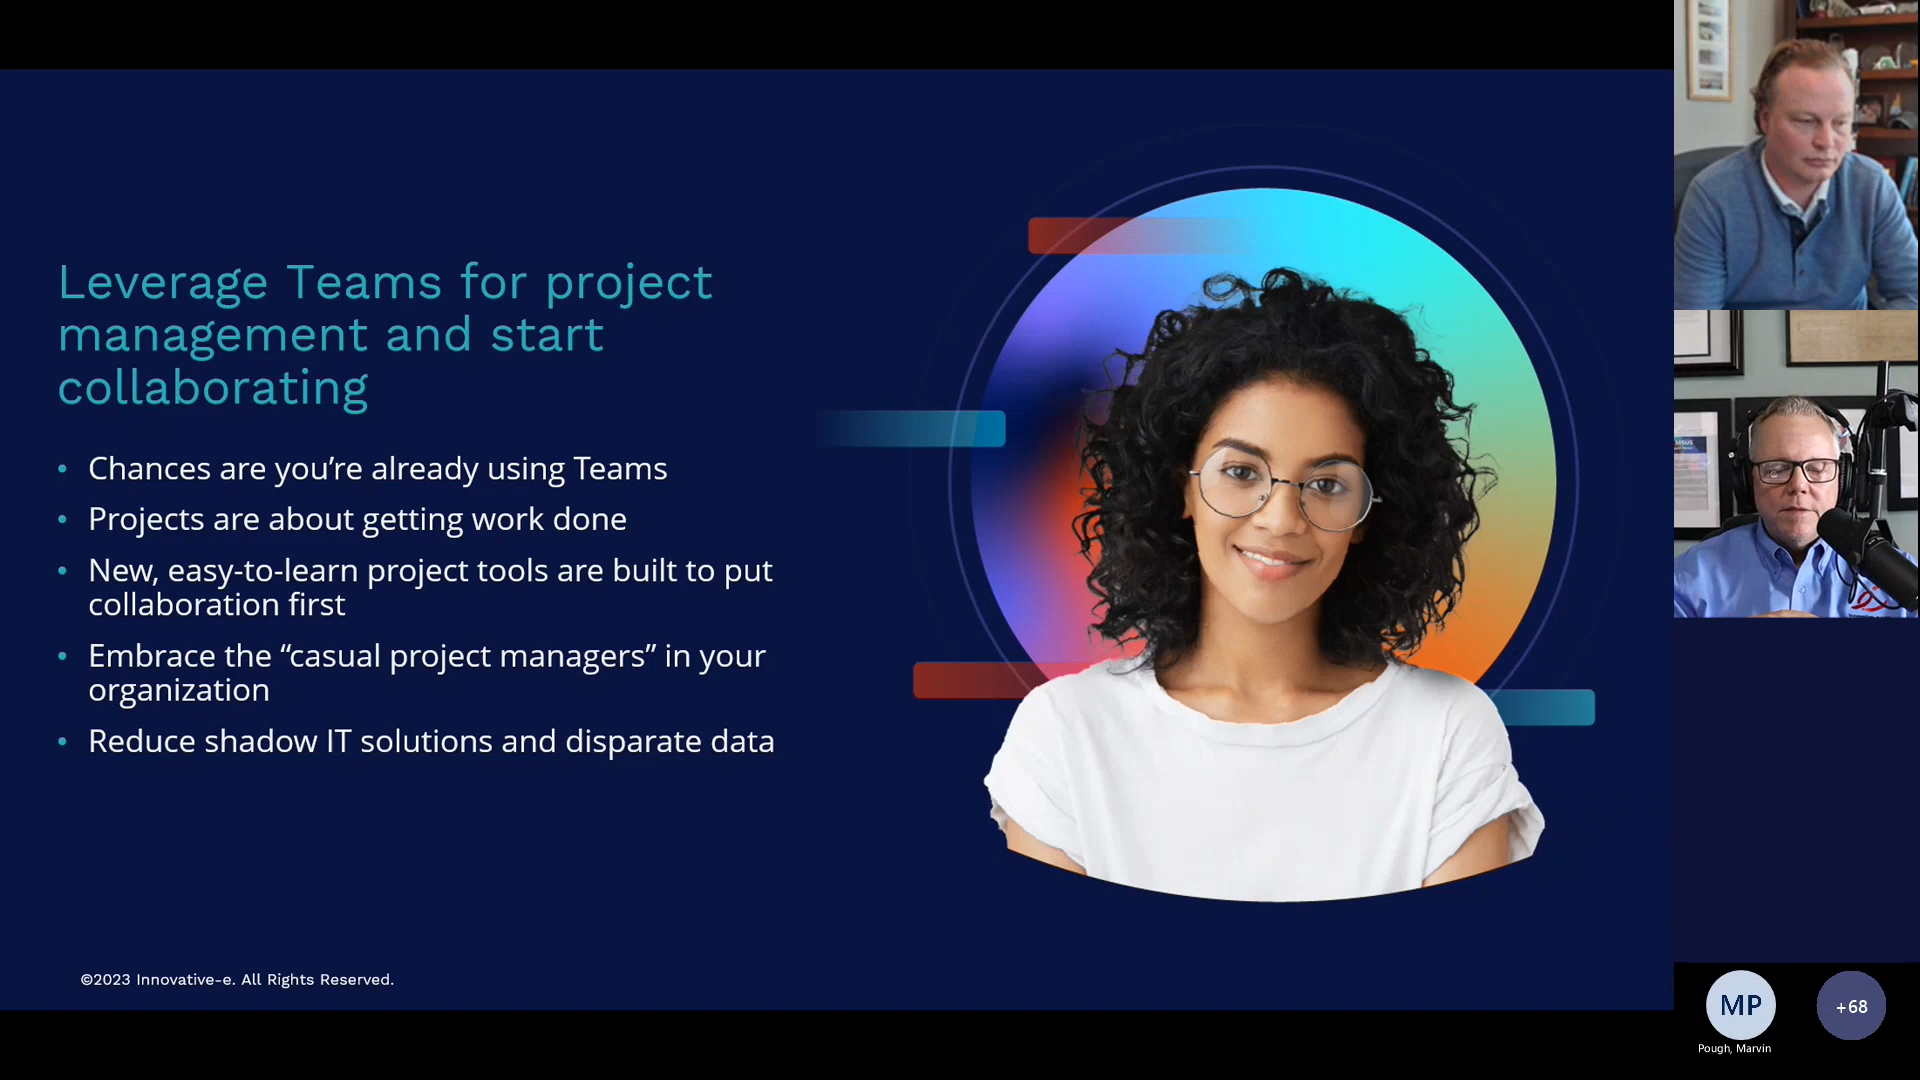 Leverage Teams for project
management and start
collaborating
• Chances are you’re already using Teams
• Projects are about getting work done
• New, easy-to-learn project tools are built to put
collaboration first
• Embrace the “casual project managers” in your
organization
• Reduce shadow IT solutions and disparate data
©2023 Innovative-e. All Rights Reserved.
MP
+68
Pough, Marvin